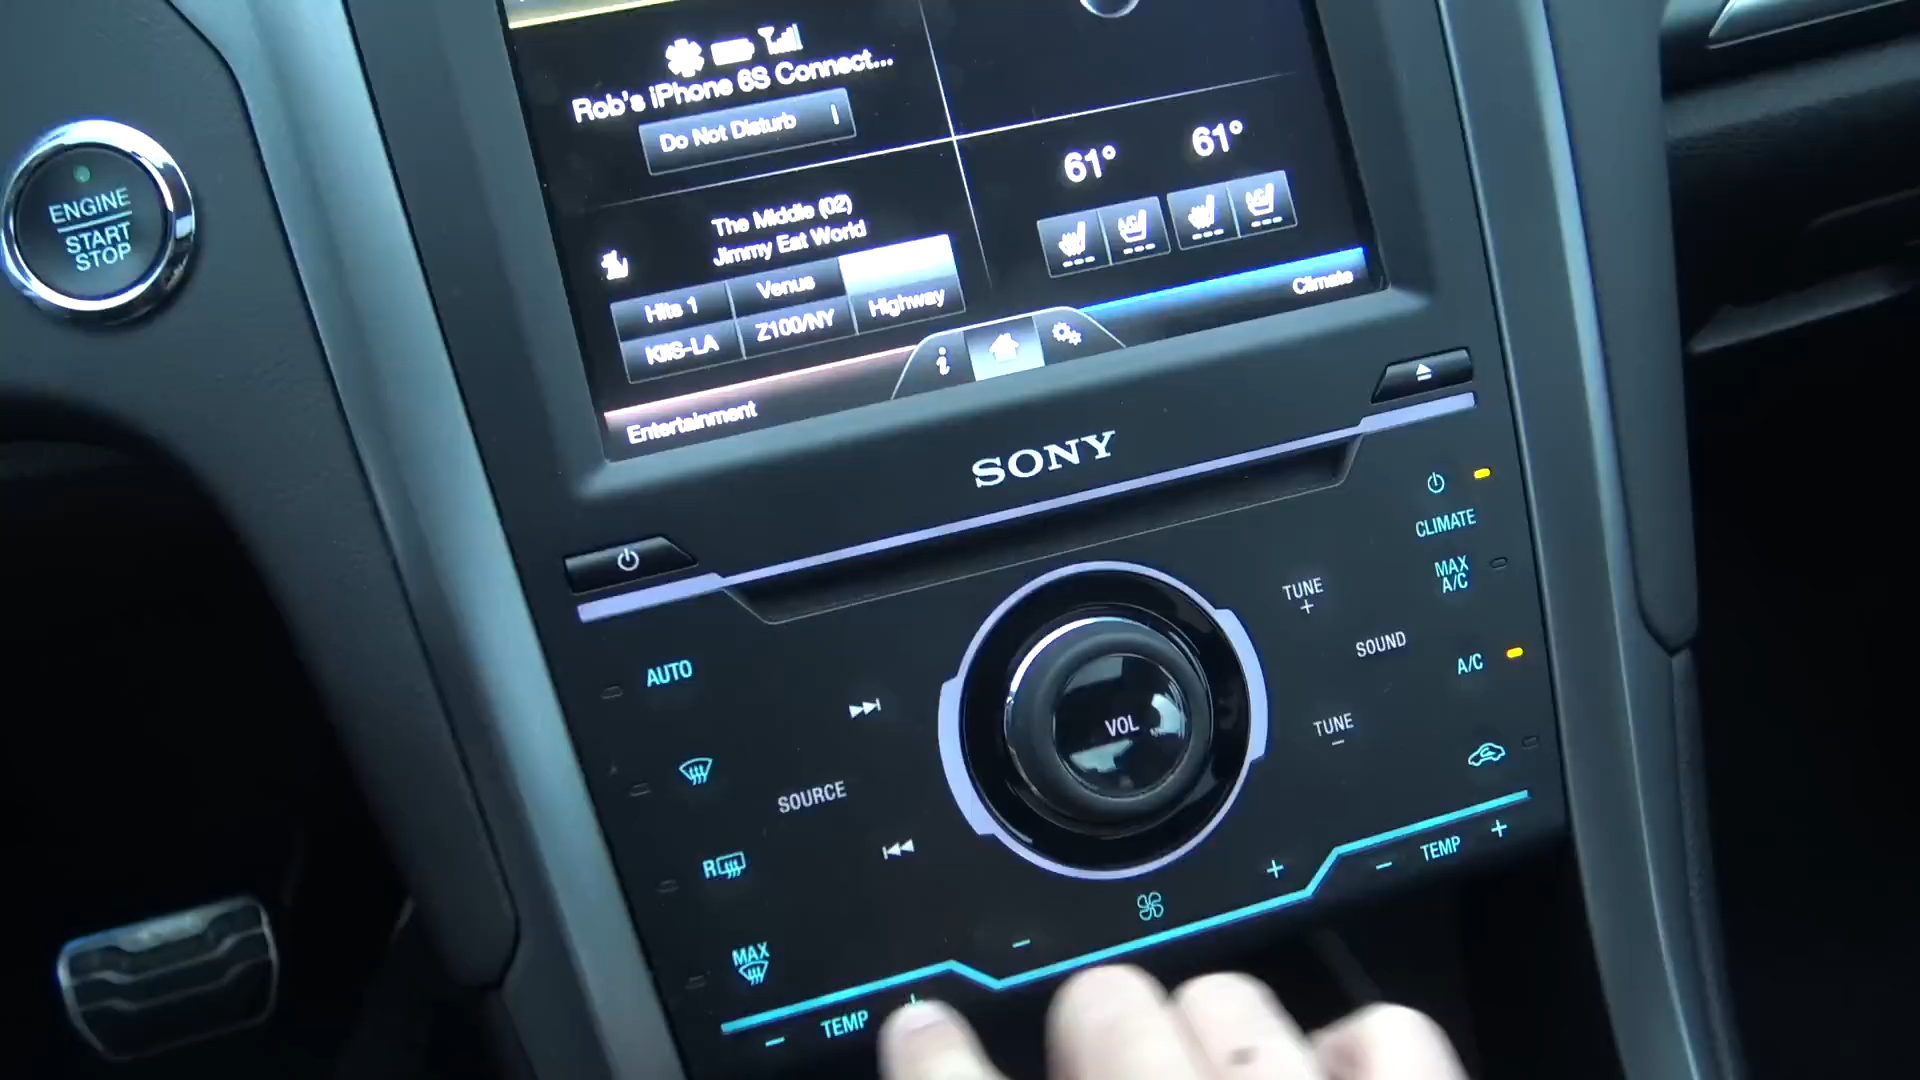 Rob's iPhone 6S Connect...
Do Not Disturb
61°
61°
The Middle (02)
Jimmy Eat World
Hits 1
Venus
KIIS-LA
Z100/NY
Highway
Climate
Entertainment
ENGINE
START
STOP
SONY
CLIMATE
MAX
A/C
TUNE
+
SOUND
A/C
AUTO
VOL
TUNE
−
SOURCE
R
MAX
− TEMP +
− +
− TEMP +